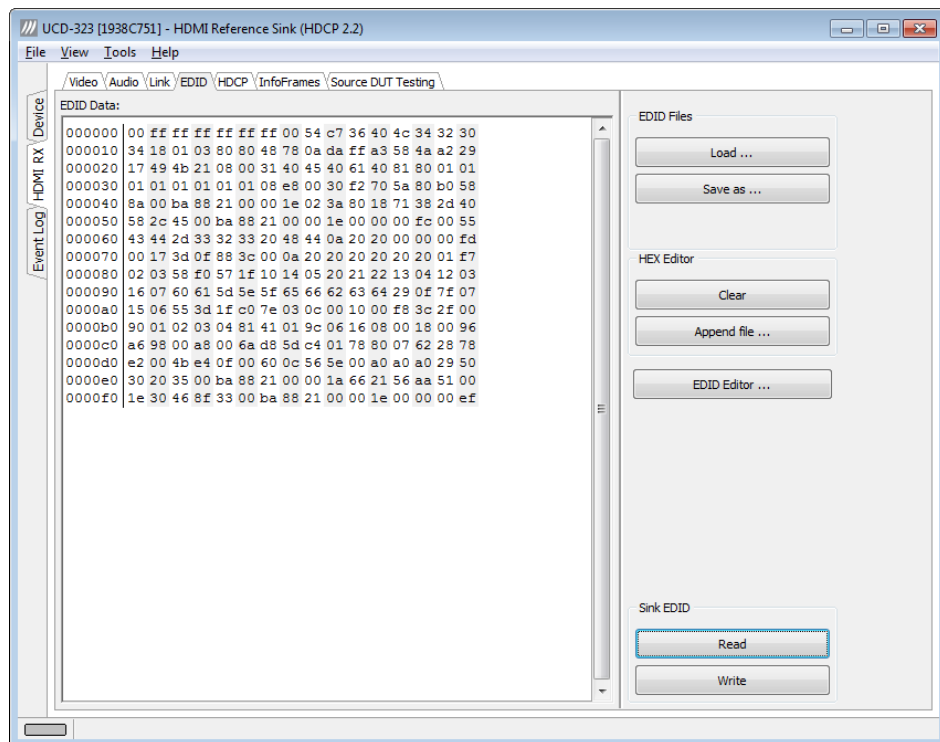 UCD-323 [1938C751] - HDMI Reference Sink (HDCP 2.2)
File View Tools Help
Video Audio Link EDID HDCP InfoFrames Source DUT Testing
Device
HDMI RX
Event Log
EDID Data:
000000 00 ff ff ff ff ff ff 00 54 c7 36 40 4c 34 32 30
000010 34 18 01 03 80 80 48 78 0a da ff a3 58 4a a2 29
000020 17 49 4b 21 08 00 31 40 45 40 61 40 81 80 01 01
000030 01 01 01 01 01 01 08 e8 00 30 f2 70 5a 80 b0 58
000040 8a 00 ba 88 21 00 00 1e 02 3a 80 18 71 38 2d 40
000050 58 2c 45 00 ba 88 21 00 00 1e 00 00 00 fc 00 55
000060 43 44 2d 33 32 33 20 48 44 0a 20 20 00 00 00 fd
000070 00 17 3d 0f 88 3c 00 0a 20 20 20 20 20 20 01 f7
000080 02 03 58 f0 57 1f 10 14 05 20 21 22 13 04 12 03
000090 16 07 60 61 5d 5e 5f 65 66 62 63 64 29 0f 7f 07
0000a0 15 06 55 3d 1f c0 7e 03 0c 00 10 00 f8 3c 2f 00
0000b0 90 01 02 03 04 81 41 01 9c 06 16 08 00 18 00 96
0000c0 a6 98 00 a8 00 6a d8 5d c4 01 78 80 07 62 28 78
0000d0 e2 00 4b e4 0f 00 60 0c 56 5e 00 a0 a0 a0 29 50
0000e0 30 20 35 00 ba 88 21 00 00 1a 66 21 56 aa 51 00
0000f0 1e 30 46 8f 33 00 ba 88 21 00 00 1e 00 00 00 ef
EDID Files
Load ...
Save as ...
HEX Editor
Clear
Append file ...
EDID Editor ...
Sink EDID
Read
Write